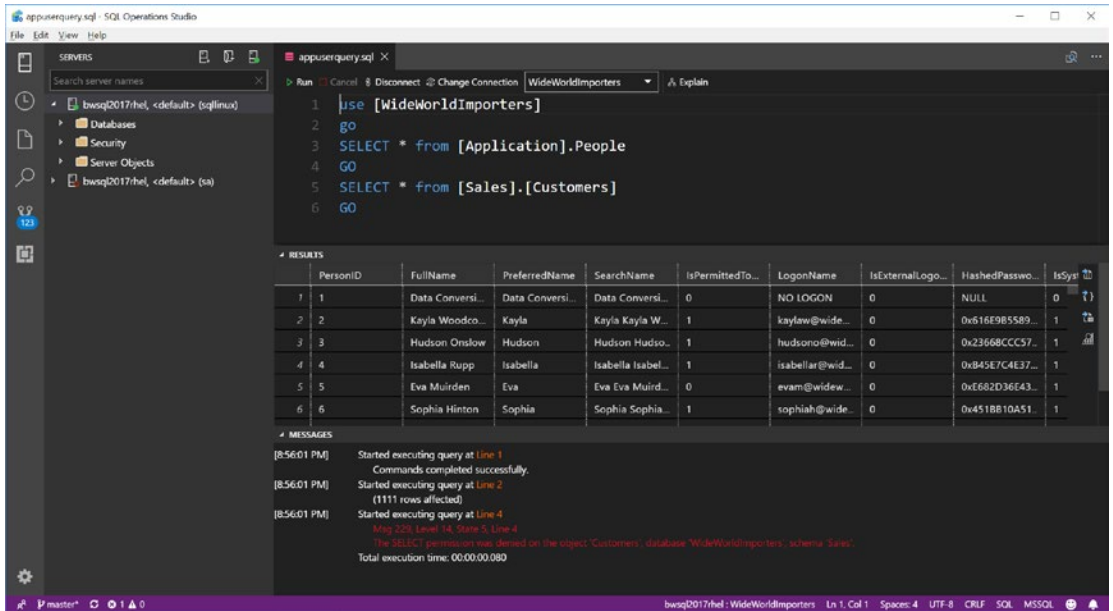 appuserquery.sql - SQL Operations Studio
File Edit View Help
SERVERS
Search server names
bwsql2017rhel, <default> (sqllinux)
Databases
Security
Server Objects
bwsql2017rhel, <default> (sa)
123
appuserquery.sql
Run Cancel Disconnect Change Connection WideWorldImporters Explain
1 use [WideWorldImporters]
2 go
3 SELECT * from [Application].People
4 GO
5 SELECT * from [Sales].[Customers]
6 GO
RESULTS
PersonID FullName PreferredName SearchName IsPermittedTo... LogonName IsExternalLogo... HashedPasswo... IsSyst
1 1 Data Conversi... Data Conversi... Data Conversi... 0 NO LOGON 0 NULL 0
2 2 Kayla Woodco... Kayla Kayla Kayla W... 1 kaylaw@wide... 0 0x616E9B5589... 1
3 3 Hudson Onslow Hudson Hudson Hudso... 1 hudsono@wid... 0 0x23668CCC57... 1
4 4 Isabella Rupp Isabella Isabella Isabel... 1 isabellar@wid... 0 0xB45E7C4E37... 1
5 5 Eva Muirden Eva Eva Eva Muird... 0 evam@widew... 0 0xE682D36E43... 1
6 6 Sophia Hinton Sophia Sophia Sophia... 1 sophiah@wide... 0 0x451BB10A51... 1
MESSAGES
[8:56:01 PM] Started executing query at Line 1
Commands completed successfully.
[8:56:01 PM] Started executing query at Line 2
(1111 rows affected)
[8:56:01 PM] Started executing query at Line 4
Msg 229, Level 14, State 5, Line 4
The SELECT permission was denied on the object 'Customers', database 'WideWorldImporters', schema 'Sales'.
Total execution time: 00:00:00.080
master* 0 1 0 bwsql2017rhel : WideWorldImporters Ln 1, Col 1 Spaces: 4 UTF-8 CRLF SQL MSSQL